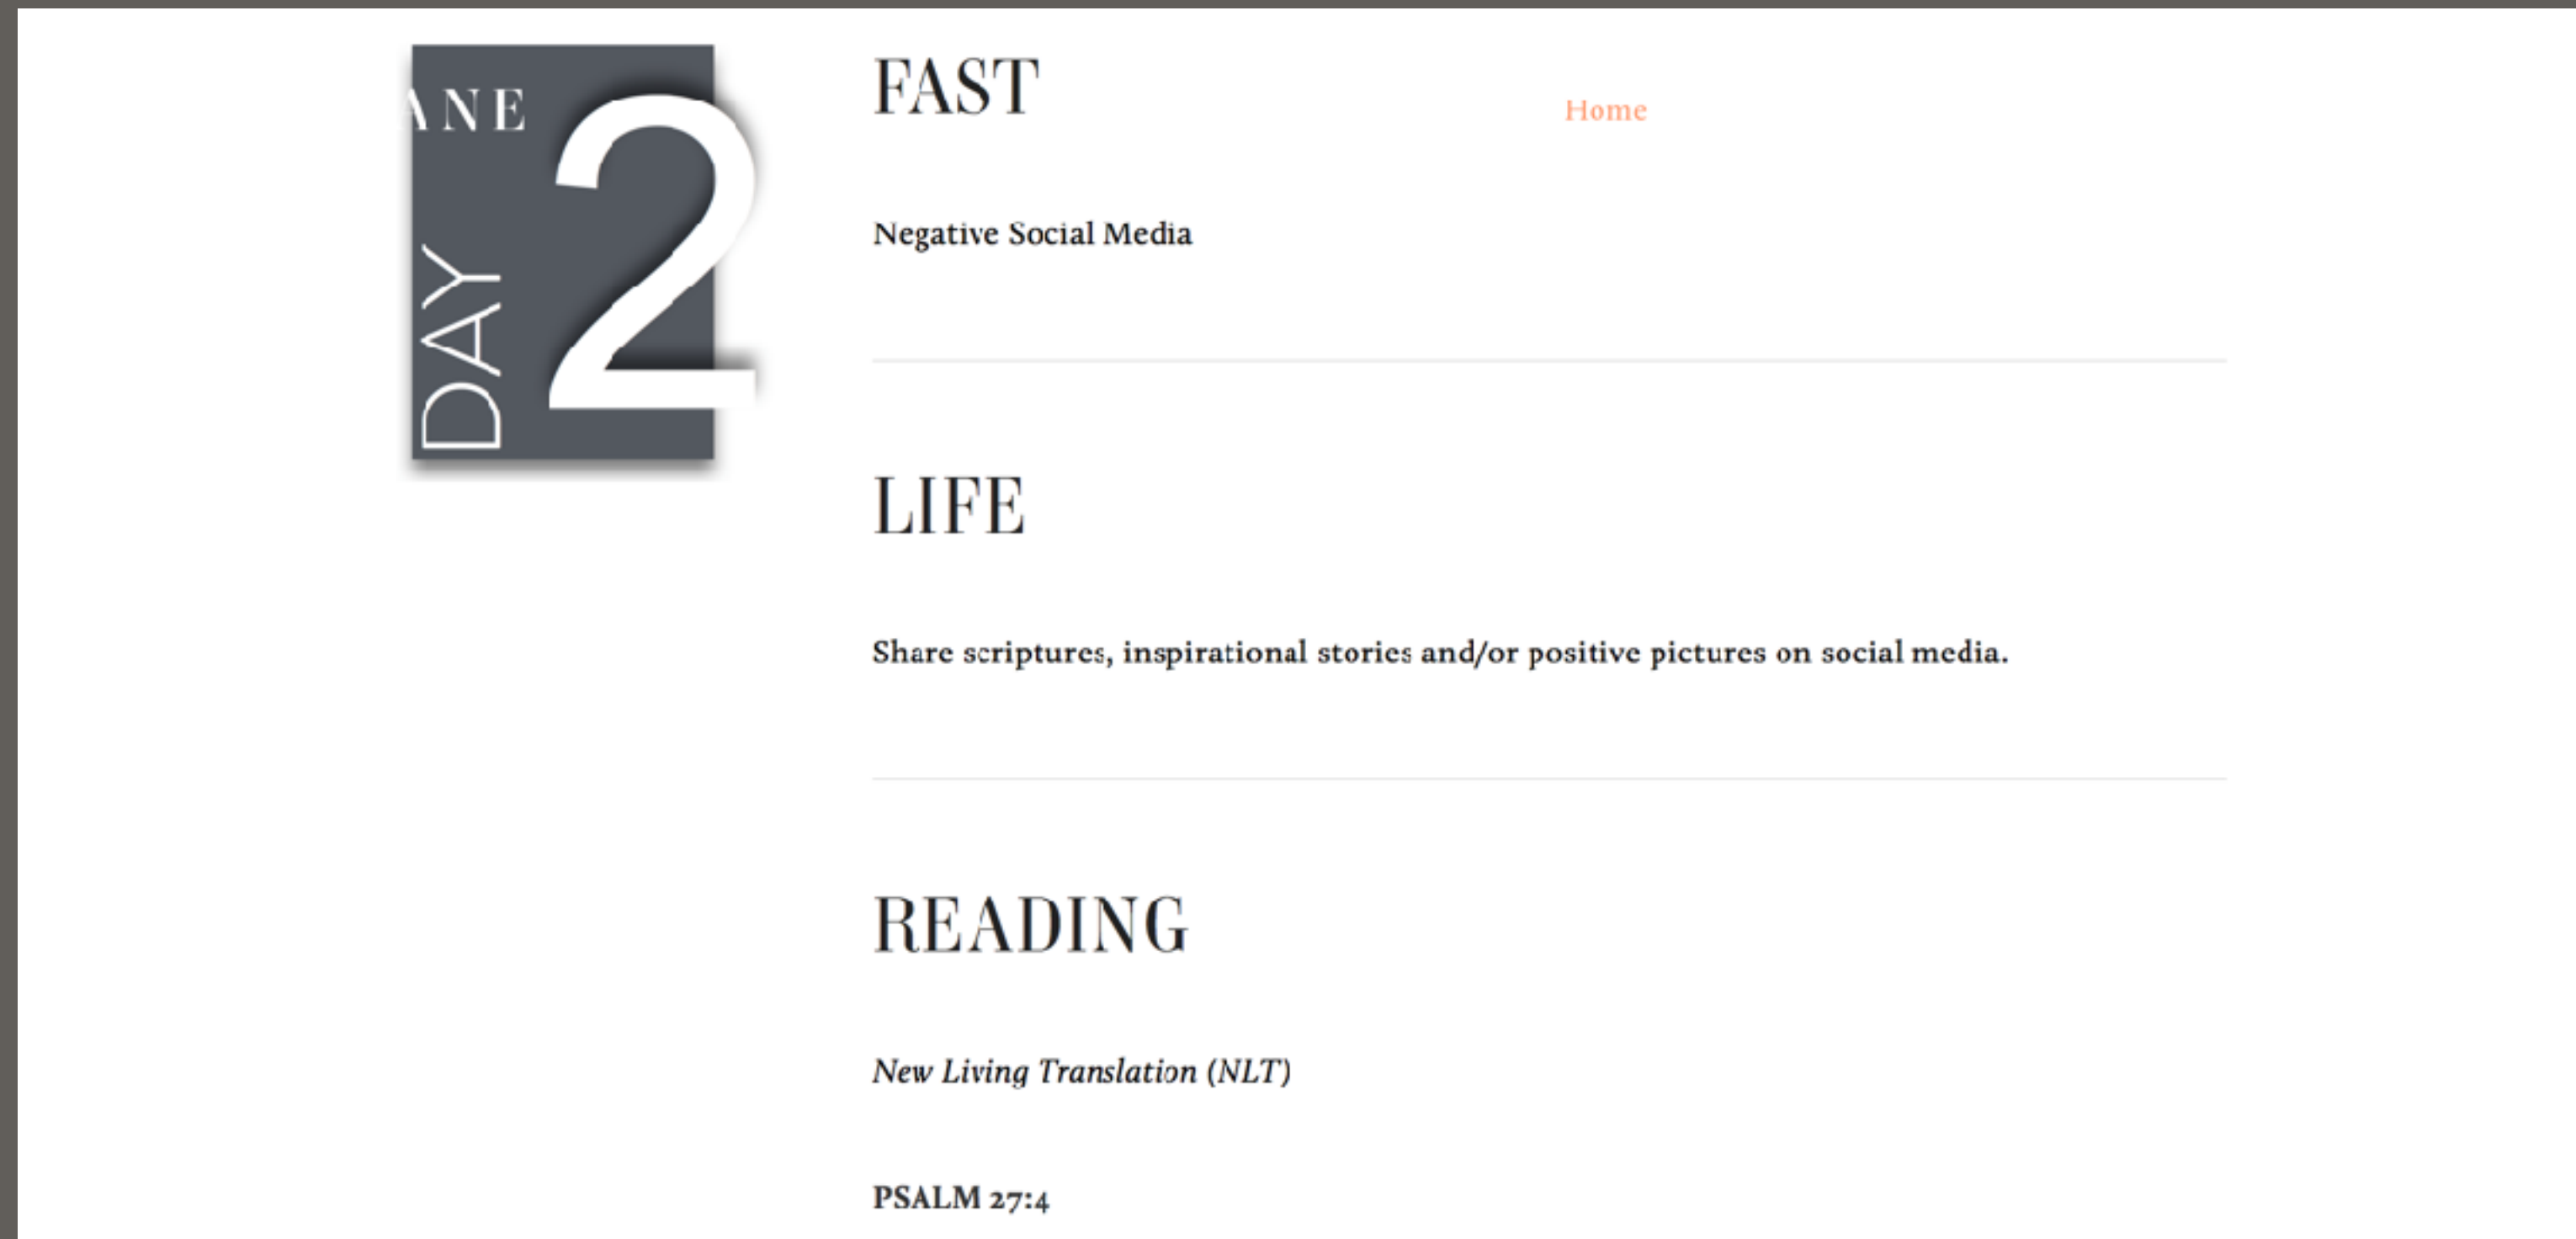 NE
DAY 2
FAST
Home
Negative Social Media
LIFE
Share scriptures, inspirational stories and/or positive pictures on social media.
READING
New Living Translation (NLT)
PSALM 27:4